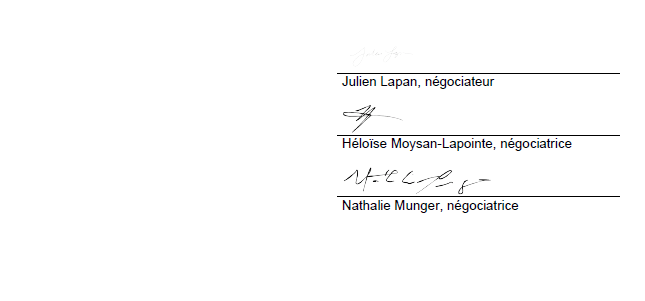 Julien Lapan, négociateur
Héloïse Moysan-Lapointe, négociatrice
Nathalie Munger, négociatrice